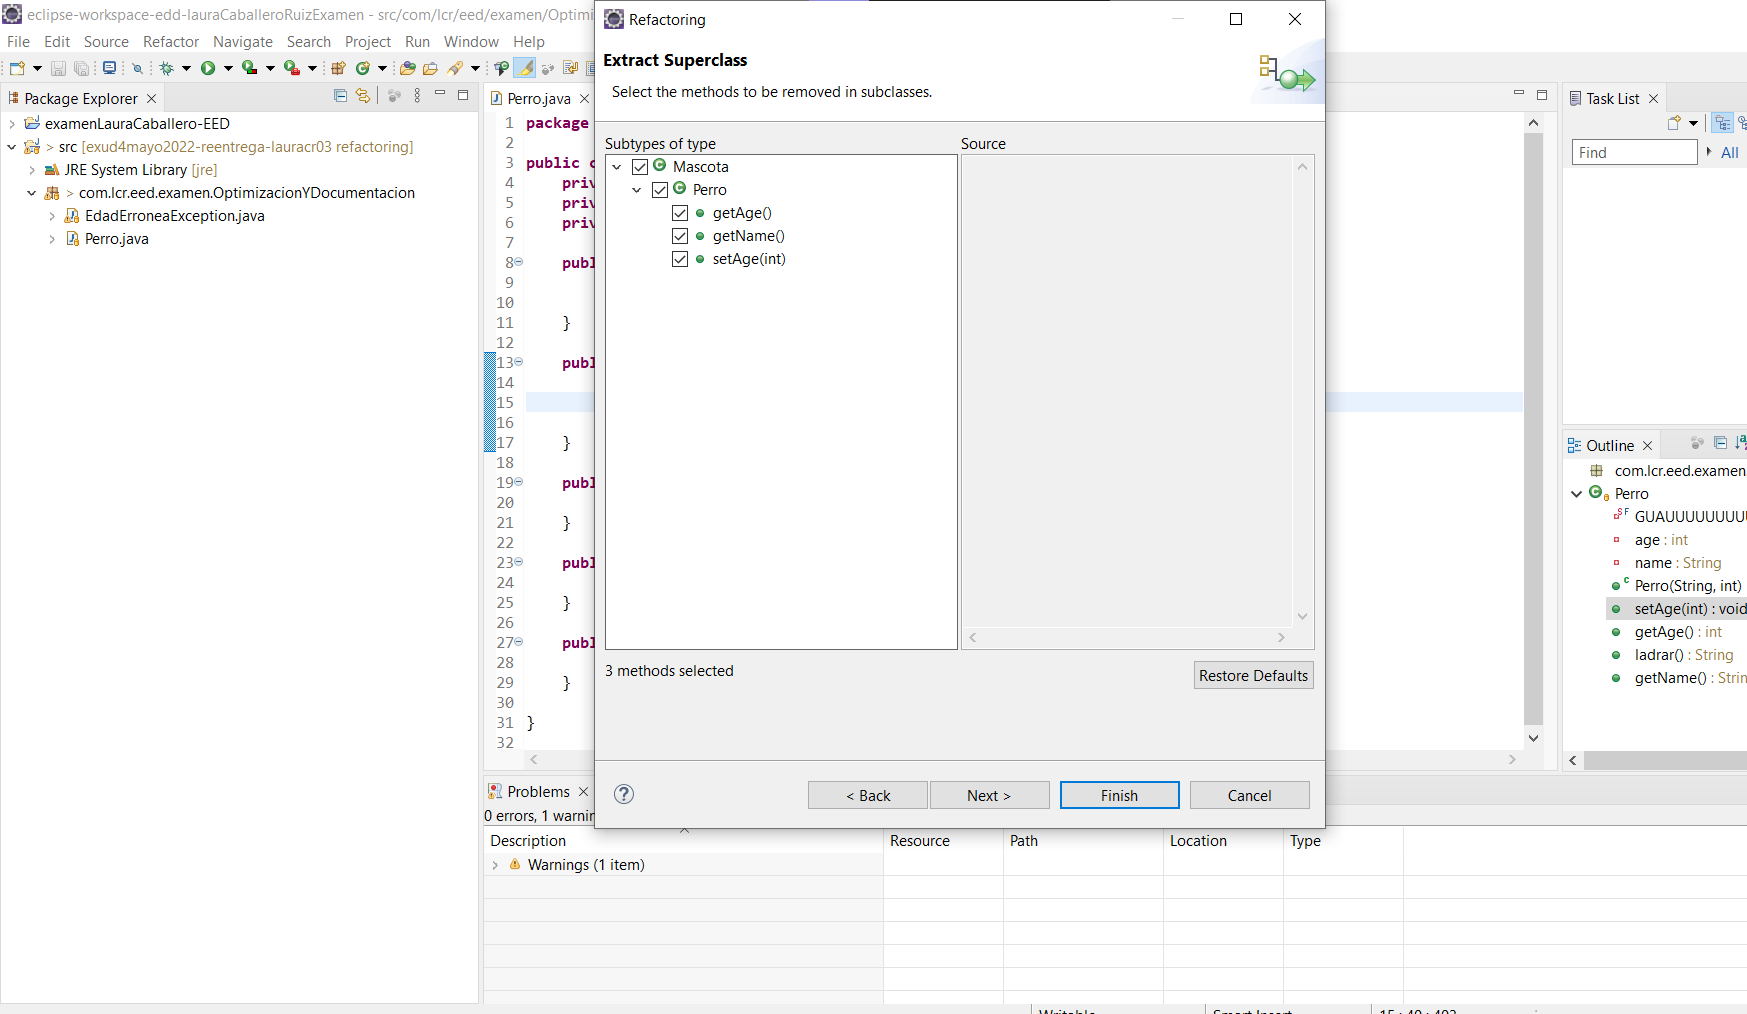 eclipse-workspace-edd-lauraCaballeroRuizExamen - src/com/lcr/eed/examen/Optimiz
File Edit Source Refactor Navigate Search Project Run Window Help
Package Explorer
examenLauraCaballero-EED
> src [exud4mayo2022-reentrega-lauracr03 refactoring]
JRE System Library [jre]
> com.lcr.eed.examen.OptimizacionYDocumentacion
EdadErroneaException.java
Perro.java
Perro.java
1 package
2
3 public c
4 priv
5 priv
6 priv
7
8 publ
9
10
11 }
12
13 publ
14
15
16
17 }
18
19 publ
20
21 }
22
23 publ
24
25 }
26
27 publ
28
29 }
30
31 }
32
Refactoring
Extract Superclass
Select the methods to be removed in subclasses.
Subtypes of type
Source
Mascota
Perro
getAge()
getName()
setAge(int)
3 methods selected
Restore Defaults
< Back
Next >
Finish
Cancel
Task List
Find
All
Outline
com.lcr.eed.examen.
Perro
age : int
name : String
Perro(String, int)
setAge(int) : void
getAge() : int
ladrar() : String
getName() : Strin
Problems
0 errors, 1 warnin
Description Resource Path Location Type
Warnings (1 item)
Writable Smart Insert 15 : 40 : 402